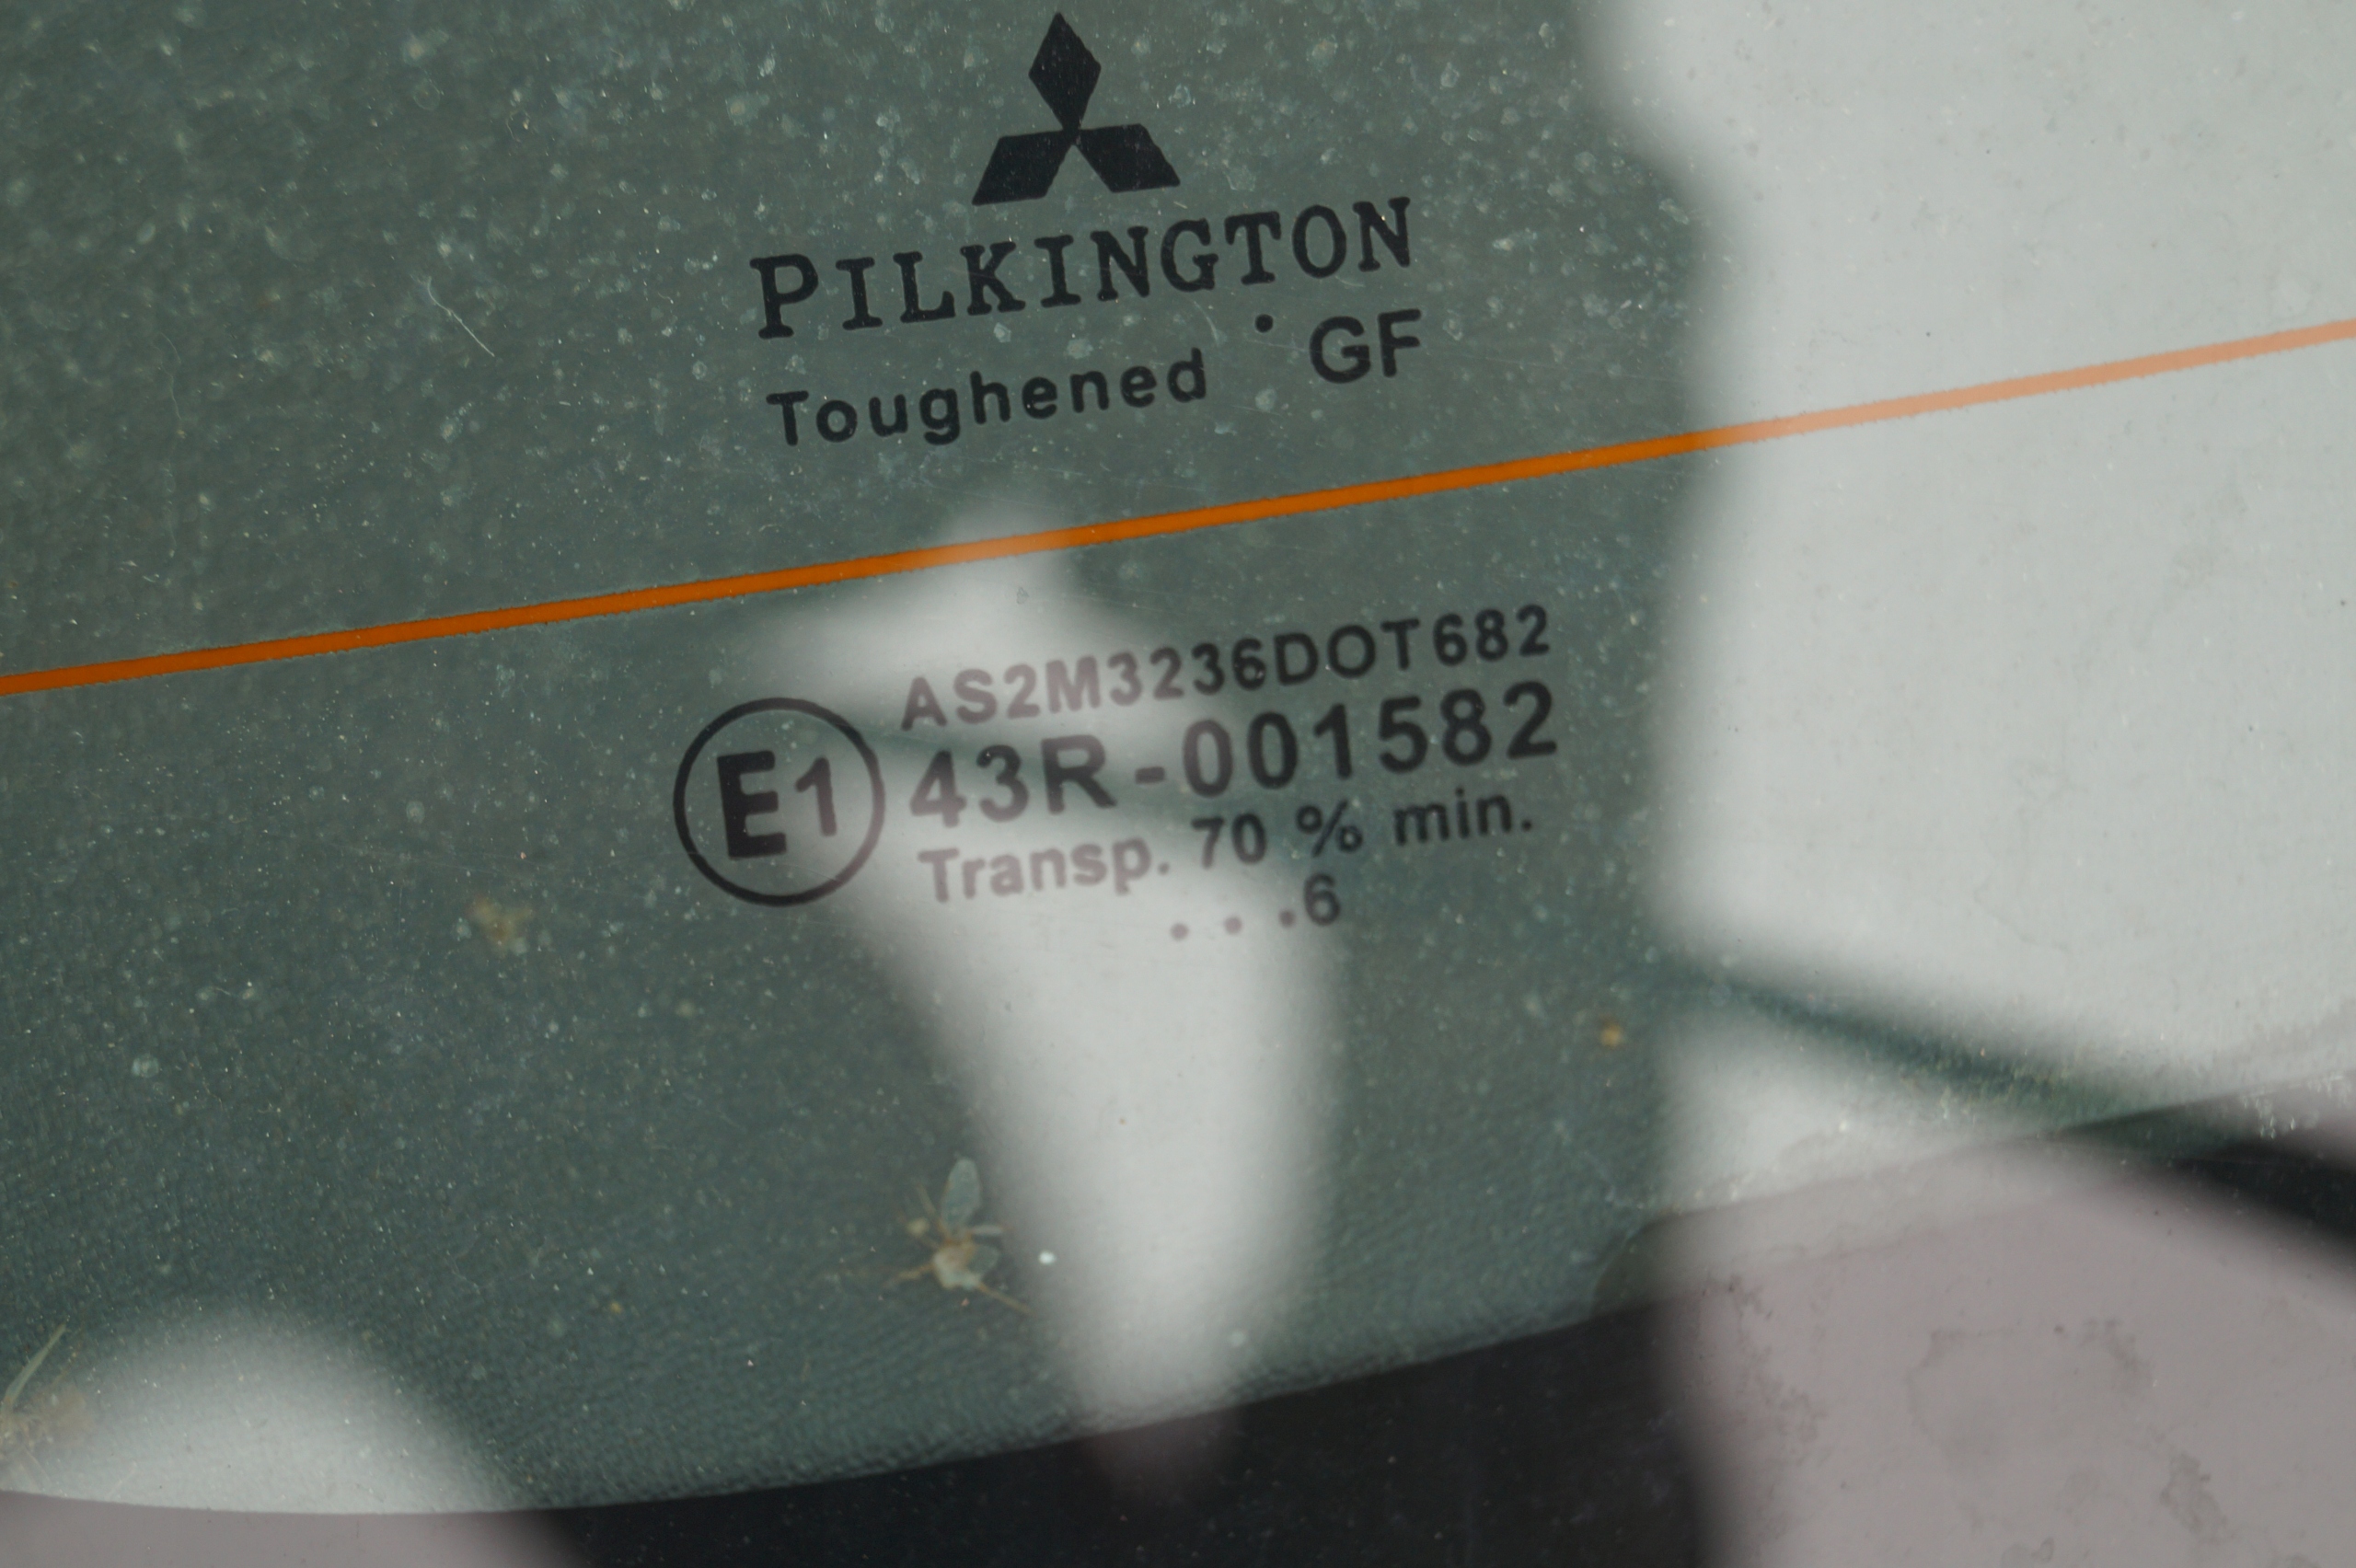 PILKINGTON
Toughened • GF
AS2M3236DOT682
E1 43R-001582
Transp. 70 % min.
. . .6